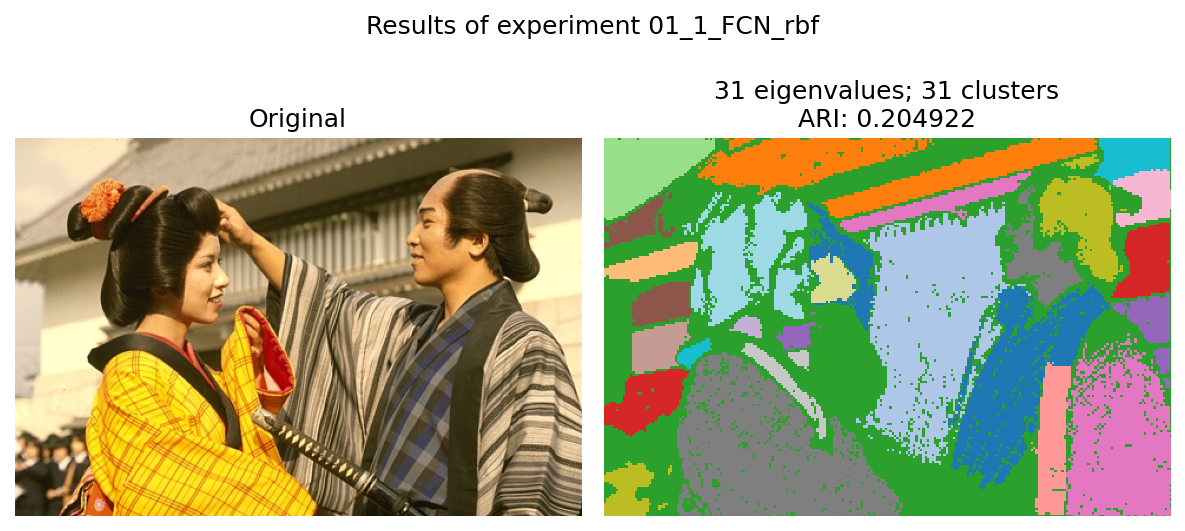 Results of experiment 01_1_FCN_rbf
Original
31 eigenvalues; 31 clusters
ARI: 0.204922